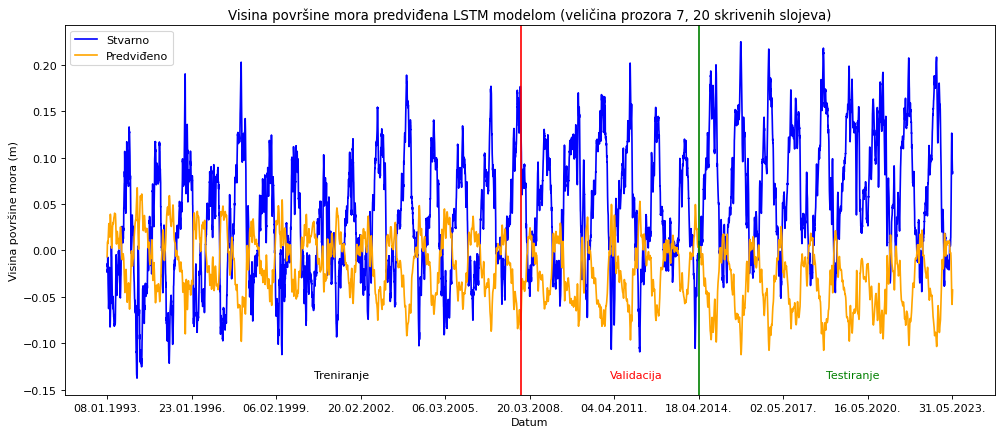 Visina površine mora predviđena LSTM modelom (veličina prozora 7, 20 skrivenih slojeva)
Stvarno
Predviđeno
0.20
0.15
0.10
0.05
0.00
−0.05
−0.10
−0.15
Visina površine mora (m)
Treniranje
Validacija
Testiranje
08.01.1993. 23.01.1996. 06.02.1999. 20.02.2002. 06.03.2005. 20.03.2008. 04.04.2011. 18.04.2014. 02.05.2017. 16.05.2020. 31.05.2023.
Datum